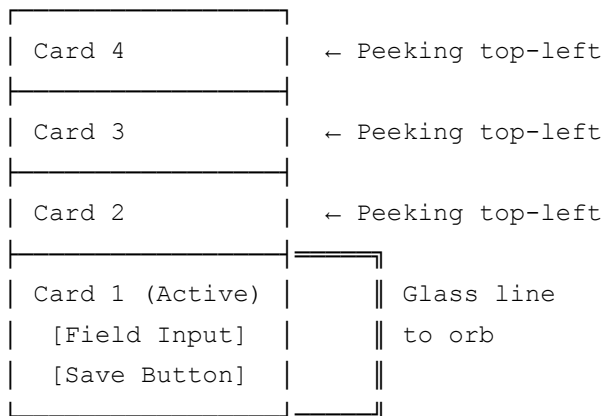 Card 4 ← Peeking top-left
Card 3 ← Peeking top-left
Card 2 ← Peeking top-left
Card 1 (Active) Glass line
[Field Input] to orb
[Save Button]